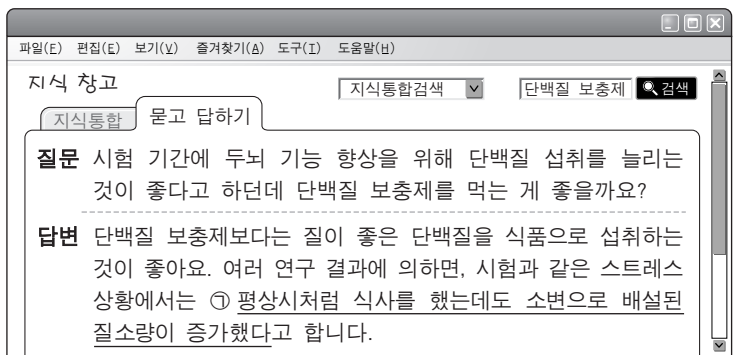 파일(F) 편집(E) 보기(V) 즐겨찾기(A) 도구(T) 도움말(H)
지식 창고 지식통합검색 단백질 보충제 검색
지식통합 묻고 답하기
질문 시험 기간에 두뇌 기능 향상을 위해 단백질 섭취를 늘리는
것이 좋다고 하던데 단백질 보충제를 먹는 게 좋을까요?
답변 단백질 보충제보다는 질이 좋은 단백질을 식품으로 섭취하는
것이 좋아요. 여러 연구 결과에 의하면, 시험과 같은 스트레스
상황에서는 ㉠ 평상시처럼 식사를 했는데도 소변으로 배설된
질소량이 증가했다고 합니다.